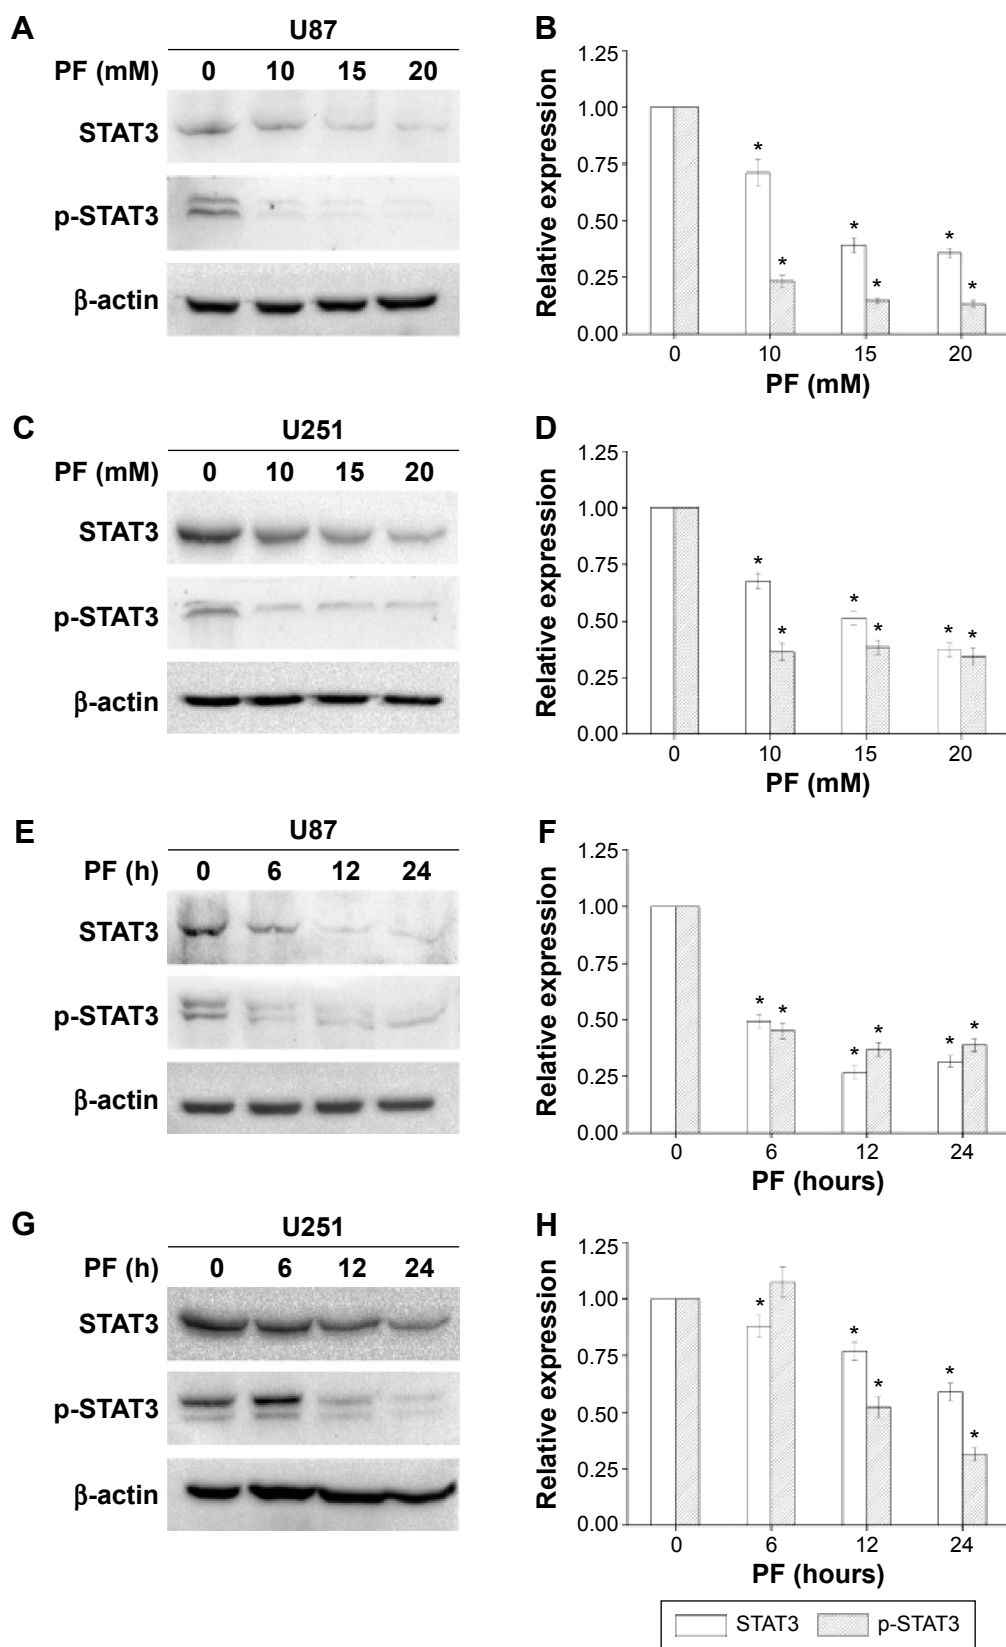 A
U87
PF (mM) 0 10 15 20
STAT3
p-STAT3
β-actin
B
Relative expression
1.25
1.00
0.75
0.50
0.25
0.00
* * * * * *
0 10 15 20
PF (mM)
C
U251
PF (mM) 0 10 15 20
STAT3
p-STAT3
β-actin
D
Relative expression
1.25
1.00
0.75
0.50
0.25
0.00
* * * * * *
0 10 15 20
PF (mM)
E
U87
PF (h) 0 6 12 24
STAT3
p-STAT3
β-actin
F
Relative expression
1.25
1.00
0.75
0.50
0.25
0.00
* * * * * *
0 6 12 24
PF (hours)
G
U251
PF (h) 0 6 12 24
STAT3
p-STAT3
β-actin
H
Relative expression
1.25
1.00
0.75
0.50
0.25
0.00
* * * * *
0 6 12 24
PF (hours)
STAT3 p-STAT3